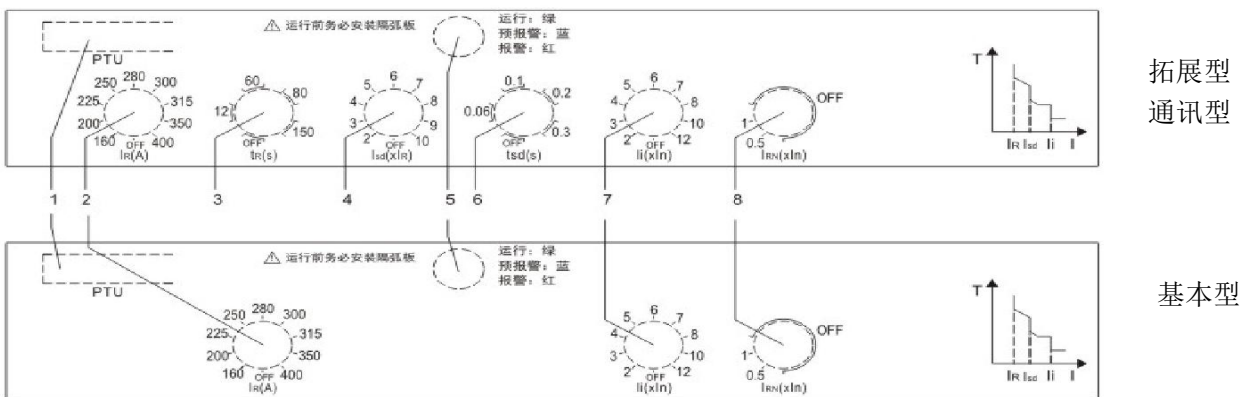 ⚠ 运行前务必安装隔弧板
运行：绿
预报警：蓝
报警：红
PTU
160 200 225 250 280 300 315 350 400 OFF
IR(A)
12 60 80 150 OFF
tR(s)
2 3 4 5 6 7 8 9 10 OFF
Isd(xIR)
0.06 0.1 0.2 0.3 OFF
tsd(s)
2 3 4 5 6 7 8 10 12 OFF
Ii(xIn)
0.5 1 OFF
IRN(xIn)
T
IR Isd Ii I
拓展型
通讯型
1 2 3 4 5 6 7 8
⚠ 运行前务必安装隔弧板
运行：绿
预报警：蓝
报警：红
PTU
160 200 225 250 280 300 315 350 400 OFF
IR(A)
2 3 4 5 6 7 8 10 12 OFF
Ii(xIn)
0.5 1 OFF
IRN(xIn)
T
IR Isd Ii I
基本型